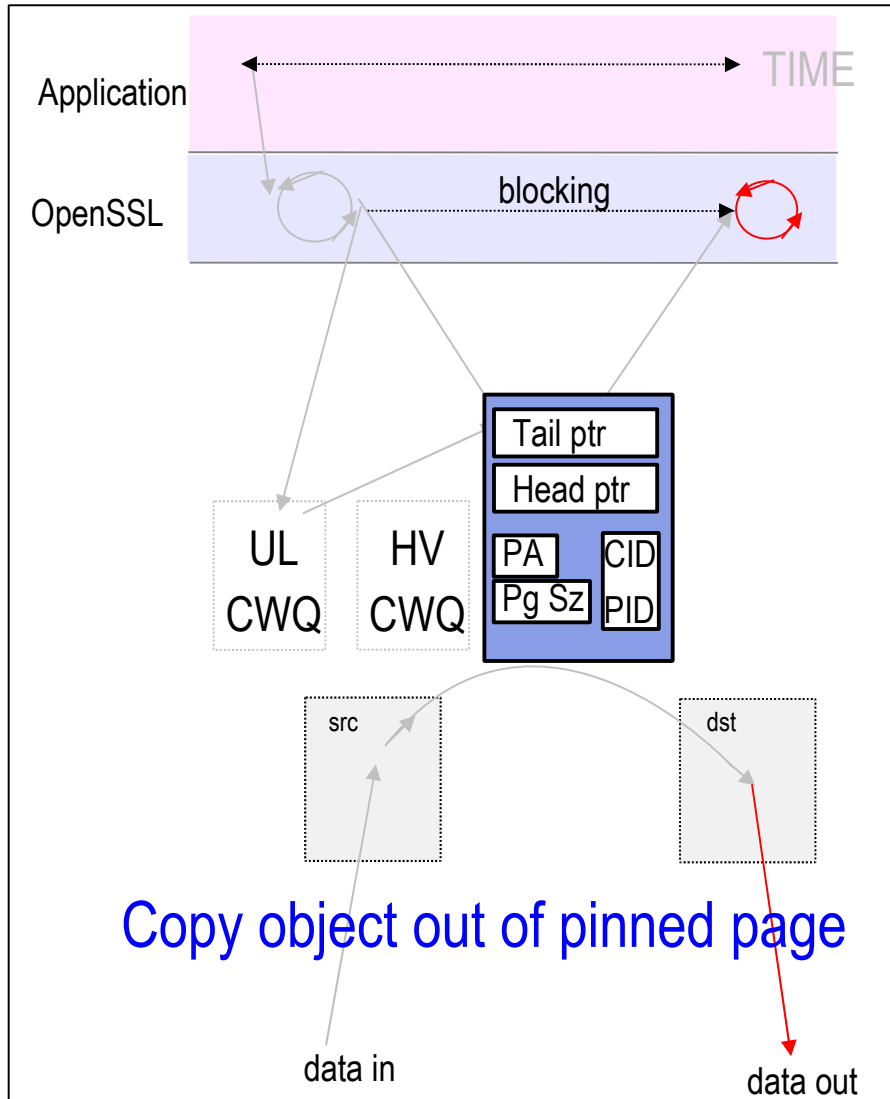 TIME
Application
blocking
OpenSSL
Tail ptr
Head ptr
UL
CWQ
HV
CWQ
PA
Pg Sz
CID
PID
src
dst
Copy object out of pinned page
data in
data out